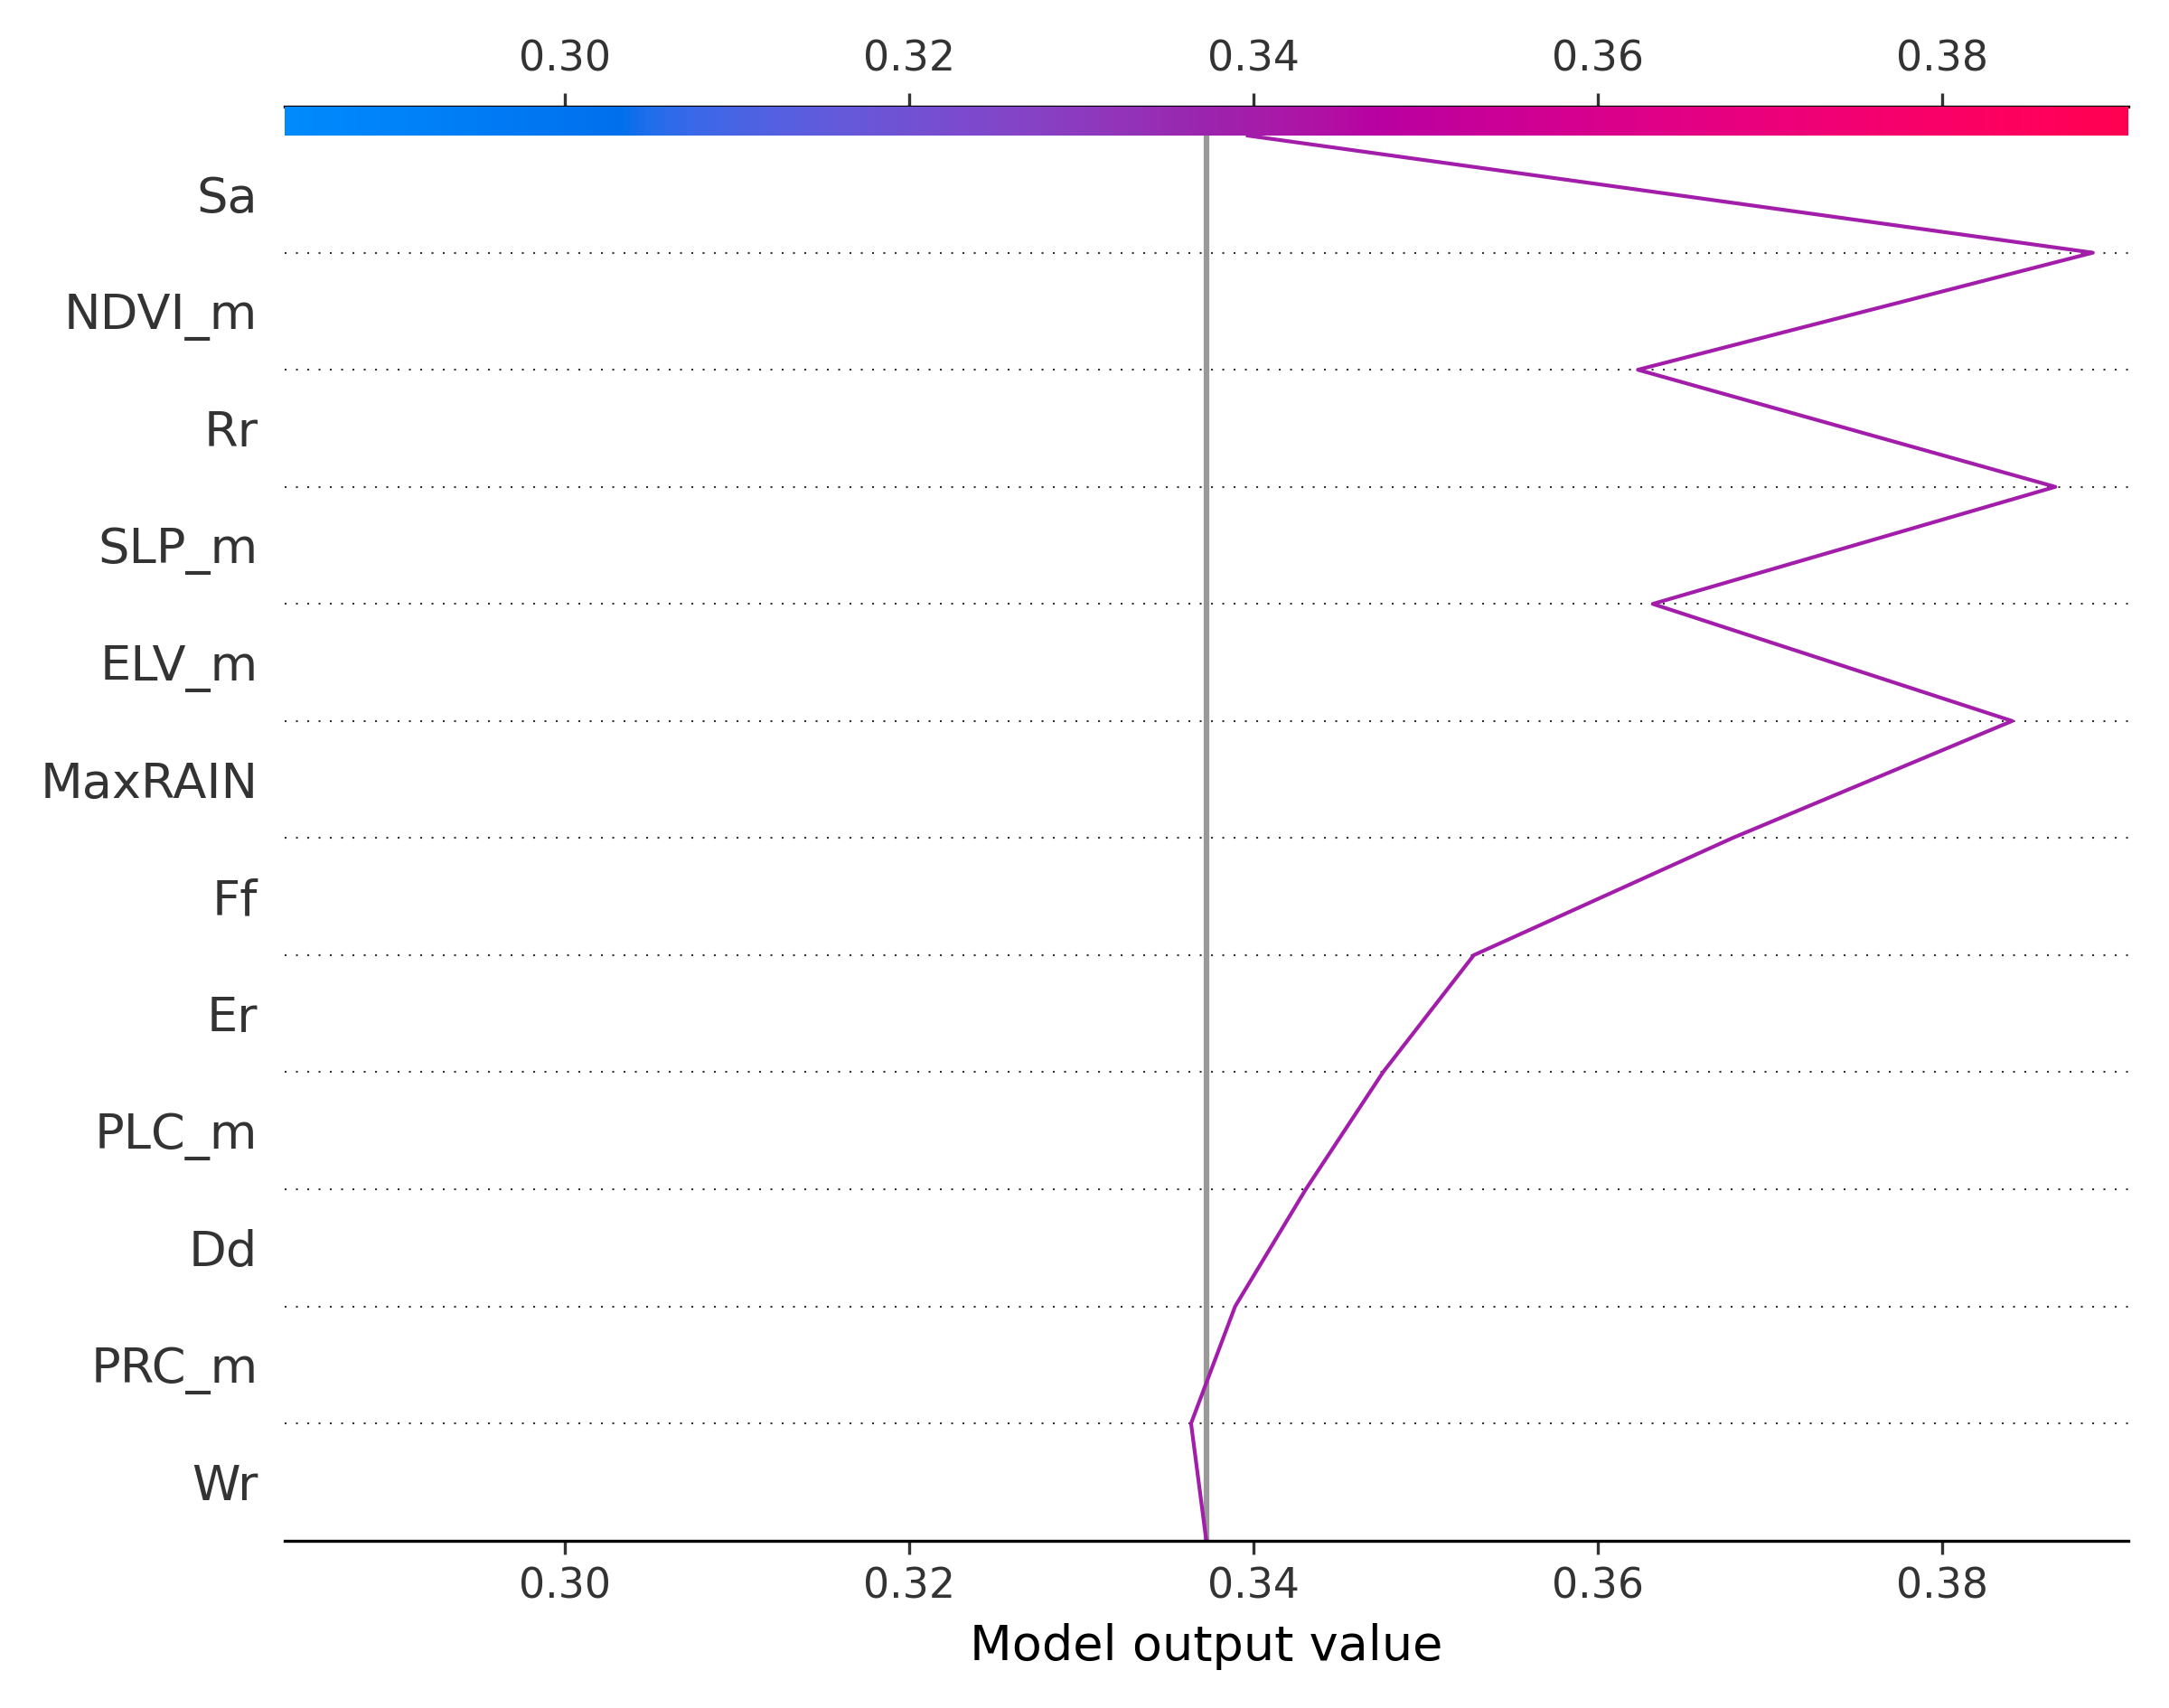 0.30 0.32 0.34 0.36 0.38
Sa
NDVI_m
Rr
SLP_m
ELV_m
MaxRAIN
Ff
Er
PLC_m
Dd
PRC_m
Wr
0.30 0.32 0.34 0.36 0.38
Model output value